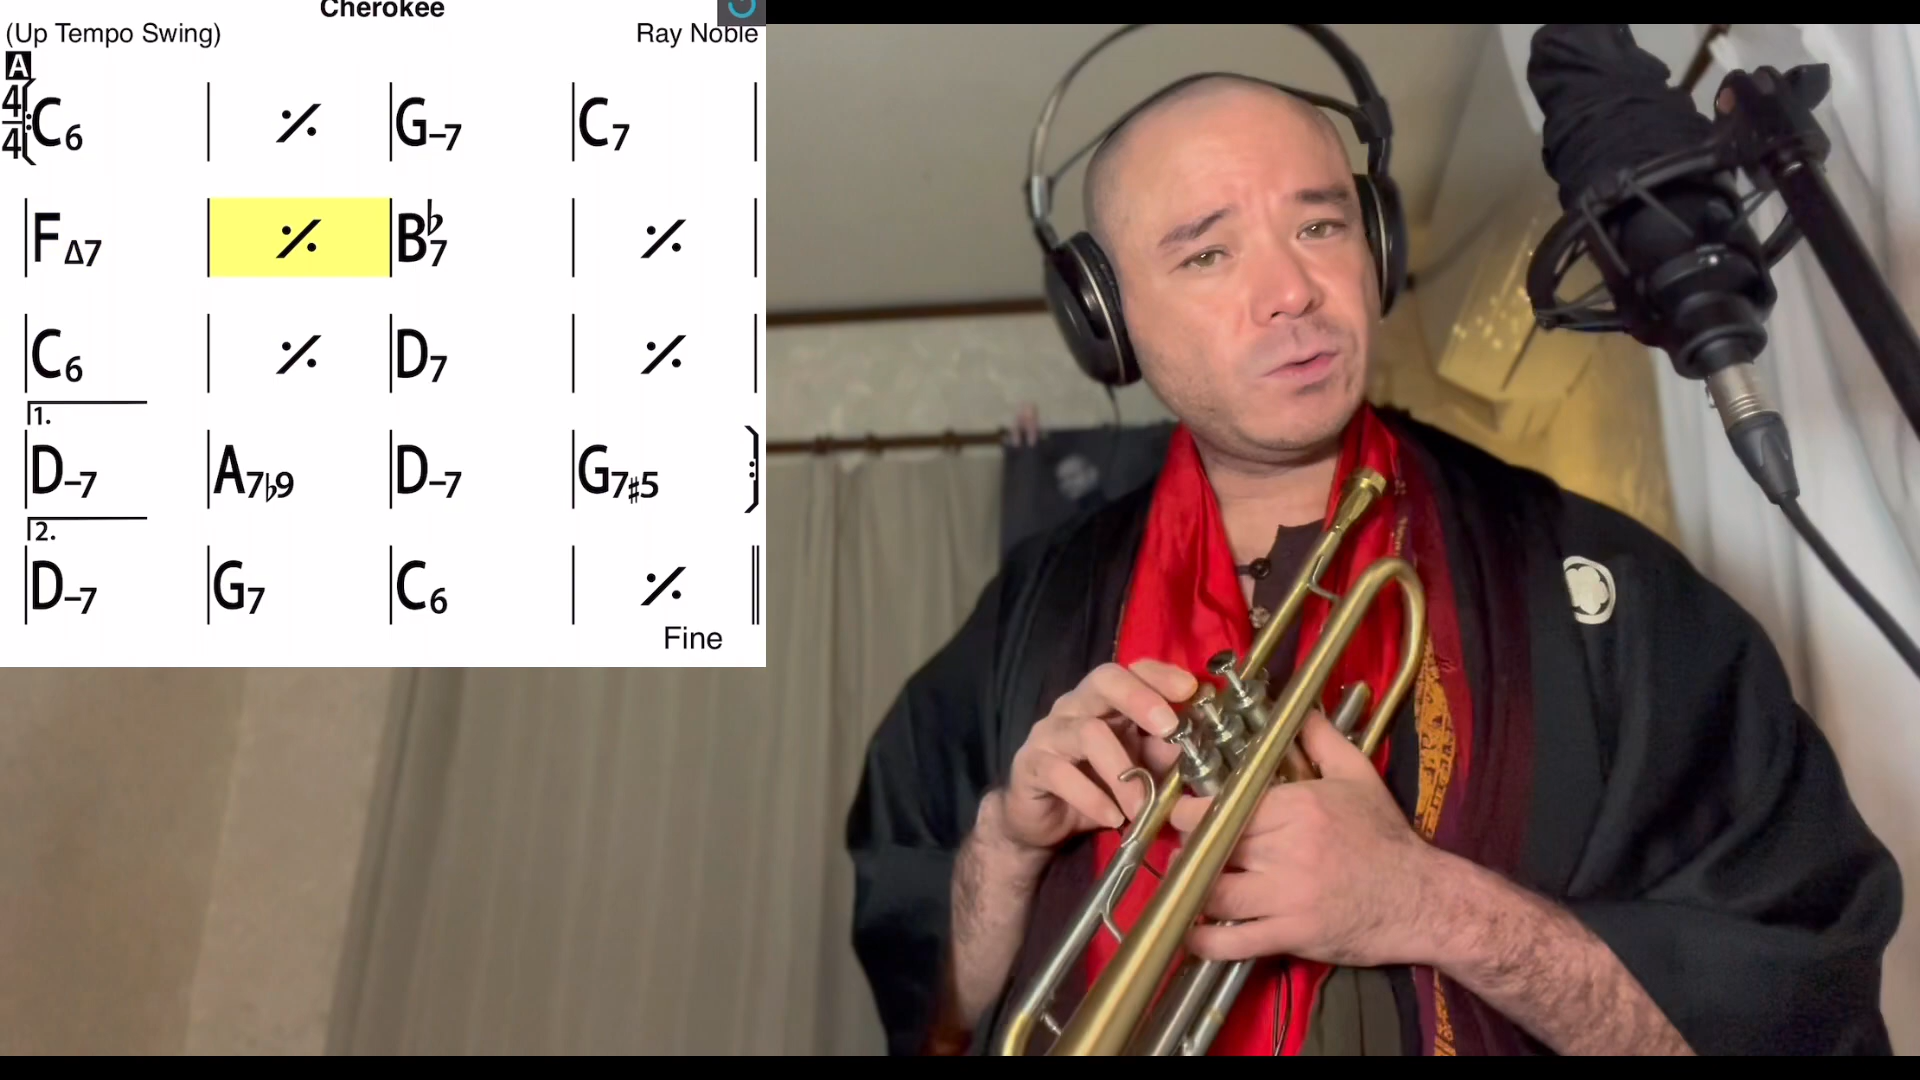 Cherokee
(Up Tempo Swing) Ray Noble
A
4/4 C6 | 𝄎 | G–7 | C7
FΔ7 | 𝄎 | B♭7 | 𝄎
C6 | 𝄎 | D7 | 𝄎
1.
D–7 | A7♭9 | D–7 | G7♯5
2.
D–7 | G7 | C6 | 𝄎
Fine